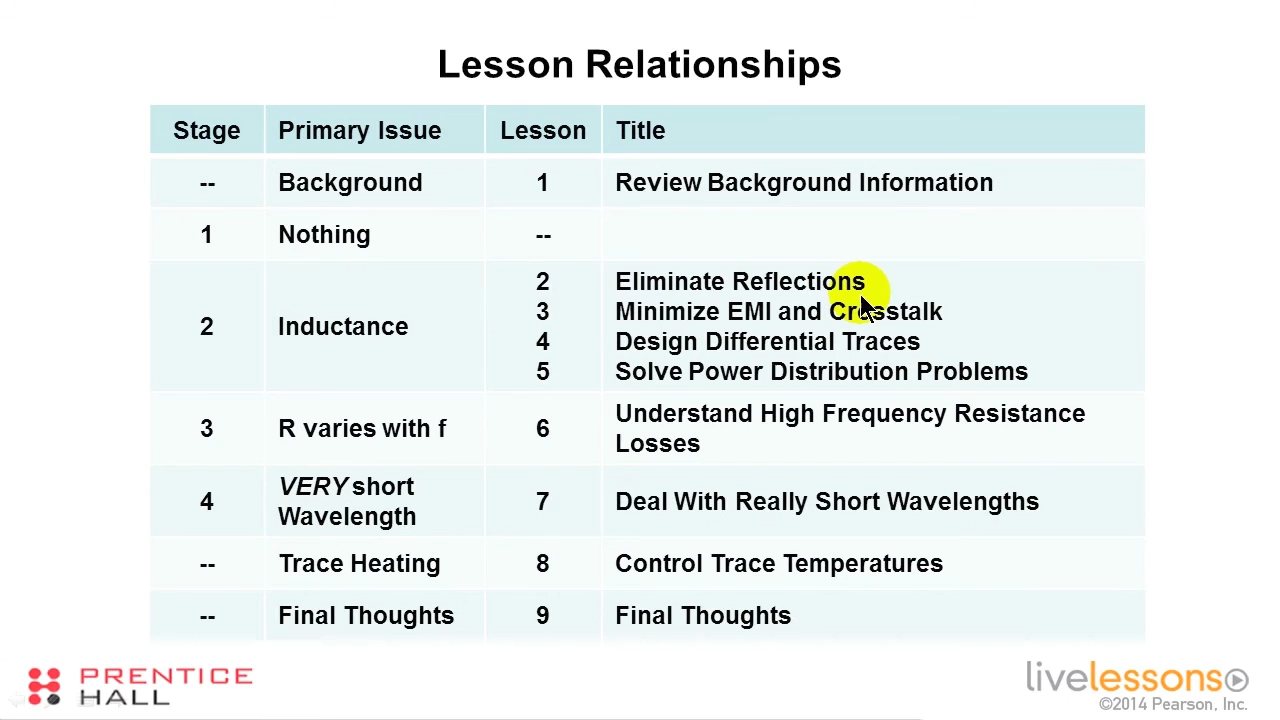 Lesson Relationships
Stage Primary Issue Lesson Title
-- Background 1 Review Background Information
1 Nothing --
2 Inductance
2 Eliminate Reflections
3 Minimize EMI and Crosstalk
4 Design Differential Traces
5 Solve Power Distribution Problems
3 R varies with f 6 Understand High Frequency Resistance
Losses
4 VERY short
Wavelength
7 Deal With Really Short Wavelengths
-- Trace Heating 8 Control Trace Temperatures
-- Final Thoughts 9 Final Thoughts
PRENTICE
HALL
livelessons
©2014 Pearson, Inc.